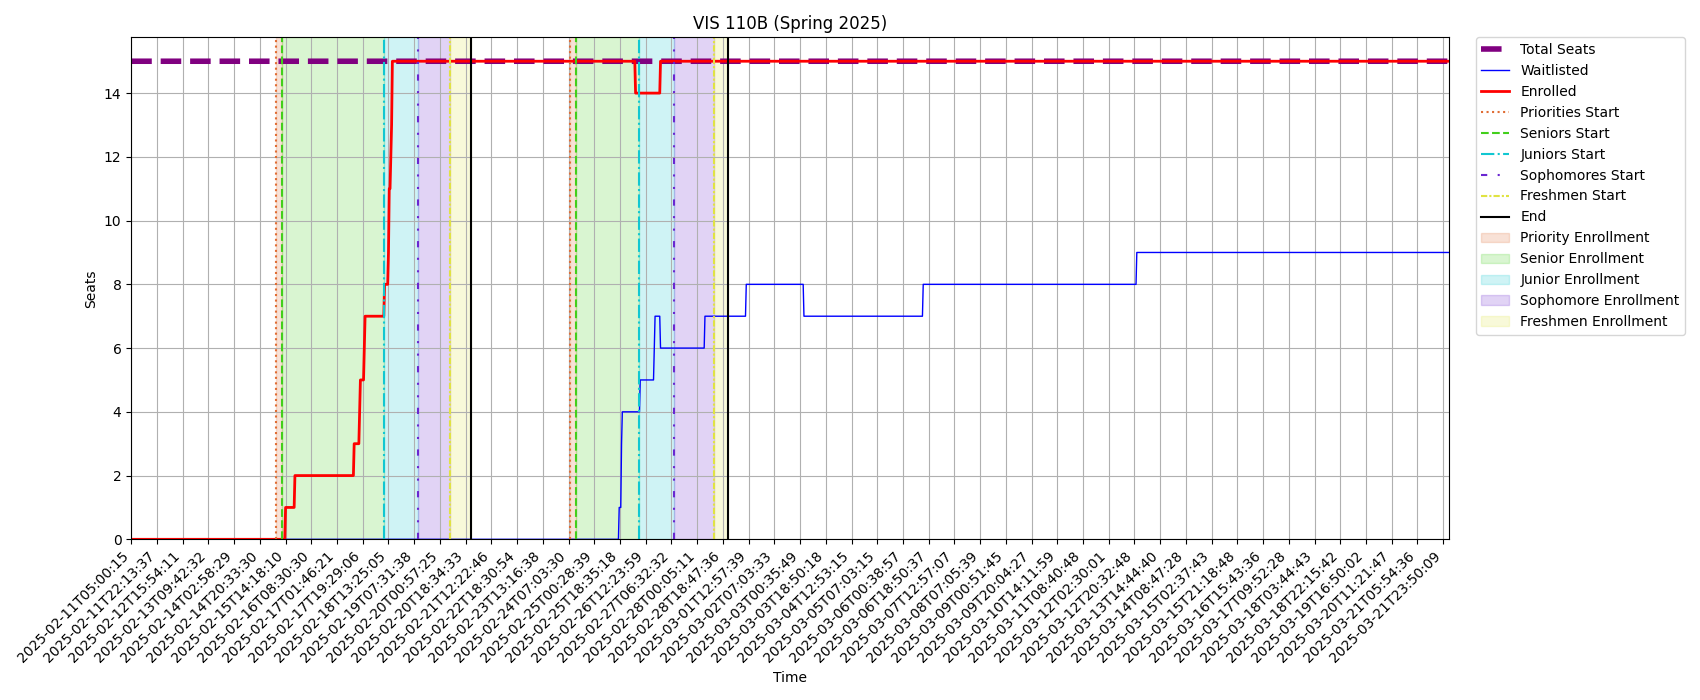 VIS 110B (Spring 2025)
Total Seats
Waitlisted
Enrolled
Priorities Start
Seniors Start
Juniors Start
Sophomores Start
Freshmen Start
End
Priority Enrollment
Senior Enrollment
Junior Enrollment
Sophomore Enrollment
Freshmen Enrollment
Seats
14
12
10
8
6
4
2
0
2025-02-11T05:00:15
2025-02-11T22:13:37
2025-02-12T15:54:11
2025-02-13T09:42:32
2025-02-14T02:58:29
2025-02-14T20:33:30
2025-02-15T14:18:10
2025-02-16T08:30:30
2025-02-17T01:46:21
2025-02-17T19:29:06
2025-02-18T13:25:05
2025-02-19T07:31:38
2025-02-20T00:57:25
2025-02-20T18:34:33
2025-02-21T12:22:46
2025-02-22T18:30:54
2025-02-23T13:16:38
2025-02-24T07:03:30
2025-02-25T00:28:39
2025-02-25T18:35:18
2025-02-26T12:23:59
2025-02-27T06:32:32
2025-02-28T00:05:11
2025-02-28T18:47:36
2025-03-01T12:57:39
2025-03-02T07:03:33
2025-03-03T00:35:49
2025-03-03T18:50:18
2025-03-04T12:53:15
2025-03-05T07:03:15
2025-03-06T00:38:57
2025-03-06T18:50:37
2025-03-07T12:57:07
2025-03-08T07:05:39
2025-03-09T00:51:45
2025-03-09T20:04:27
2025-03-10T14:11:59
2025-03-11T08:40:48
2025-03-12T02:30:01
2025-03-12T20:32:48
2025-03-13T14:44:40
2025-03-14T08:47:28
2025-03-15T02:37:43
2025-03-15T21:18:48
2025-03-16T15:43:36
2025-03-17T09:52:28
2025-03-18T03:44:43
2025-03-18T22:15:42
2025-03-19T16:50:02
2025-03-20T11:21:47
2025-03-21T05:54:36
2025-03-21T23:50:09
Time